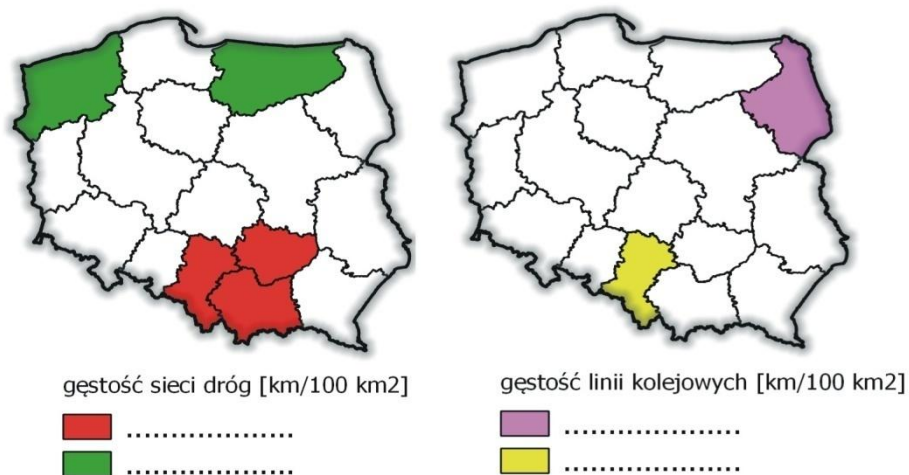 gęstość sieci dróg [km/100 km2]
....................
....................
gęstość linii kolejowych [km/100 km2]
.....................
.....................